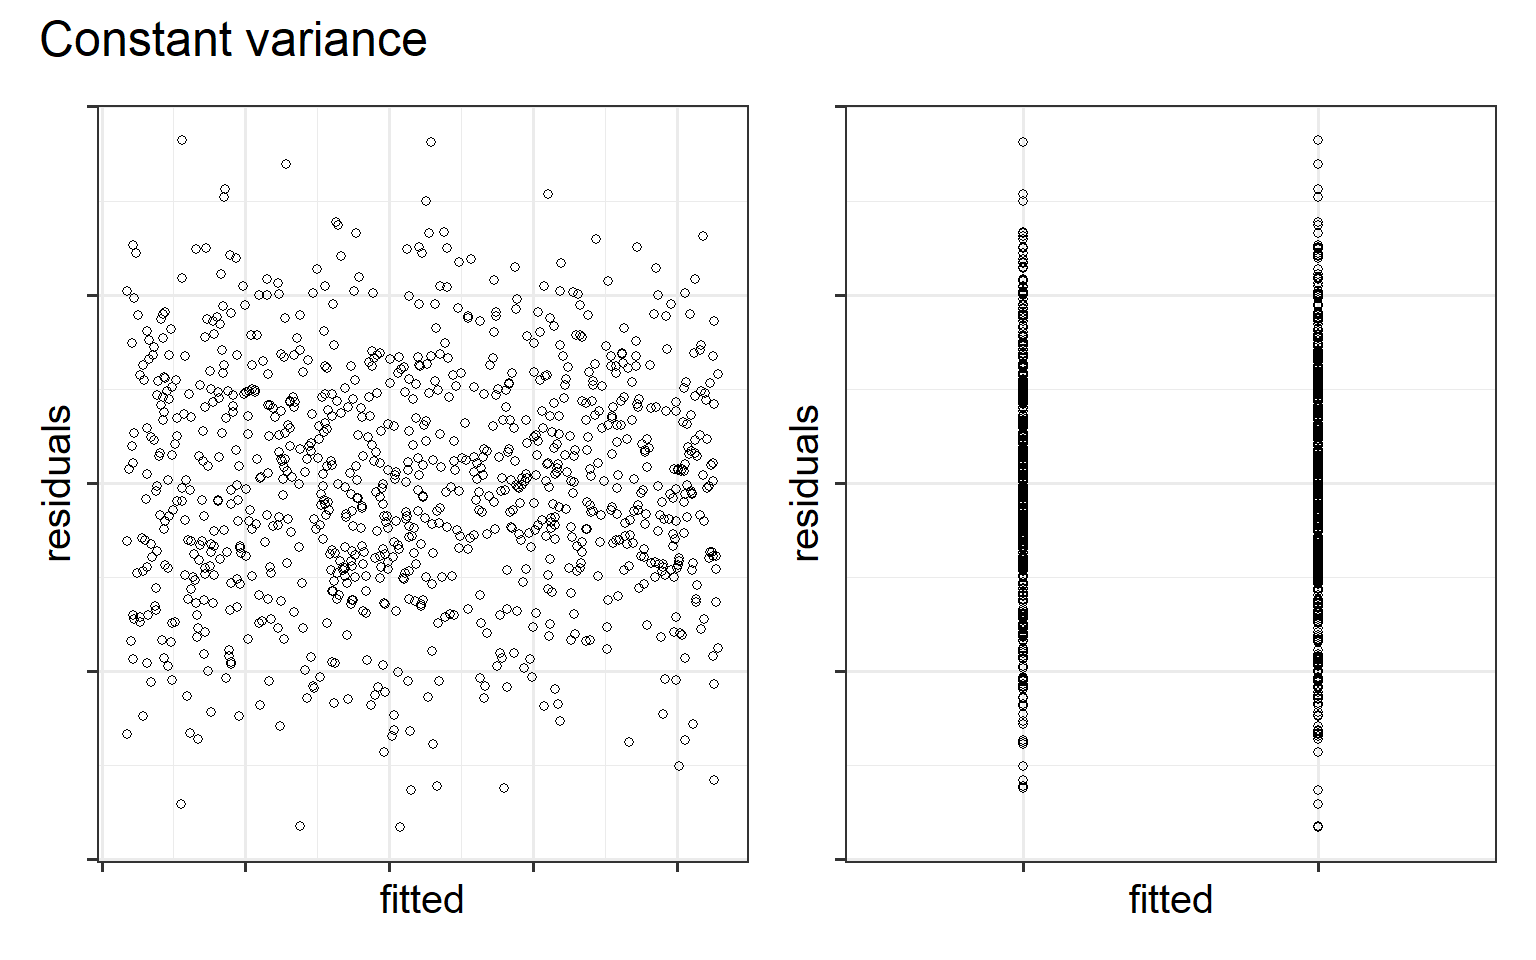 Constant variance
residuals
fitted
residuals
fitted